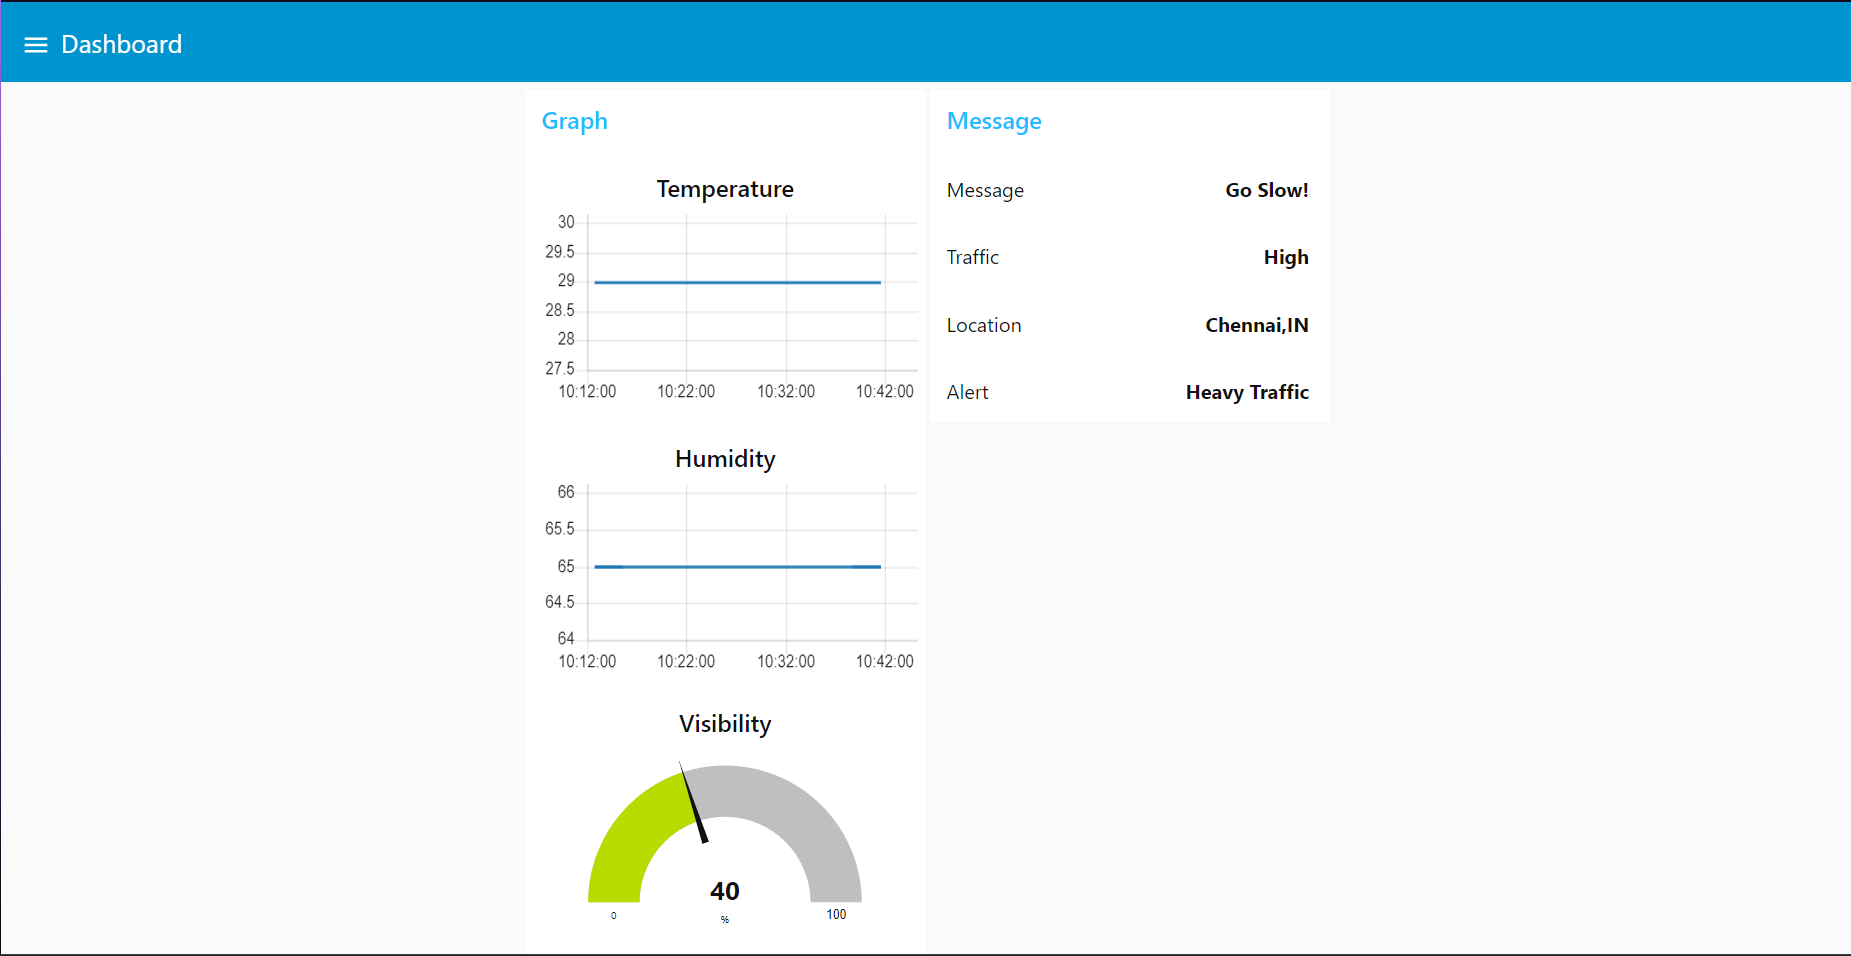 Dashboard
Graph
Temperature
30
29.5
29
28.5
28
27.5
10:12:00 10:22:00 10:32:00 10:42:00
Humidity
66
65.5
65
64.5
64
10:12:00 10:22:00 10:32:00 10:42:00
Visibility
40
0 % 100
Message
Message Go Slow!
Traffic High
Location Chennai,IN
Alert Heavy Traffic